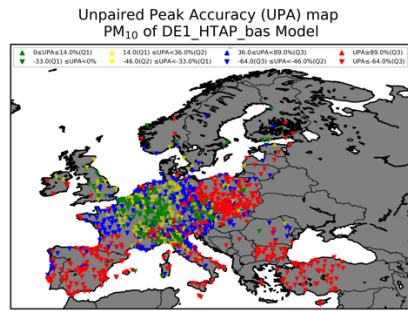 Unpaired Peak Accuracy (UPA) map
PM₁₀ of DE1_HTAP_bas Model
0≤UPA≤14.0%(Q1) 14.0(Q1) ≤UPA<36.0%(Q2) 36.0≤UPA<89.0%(Q3) UPA≥89.0%(Q3)
-33.0(Q1) ≤UPA<0% -46.0(Q2) ≤UPA<-33.0%(Q1) -64.0(Q3) ≤UPA<-46.0%(Q2) UPA≤-64.0%(Q3)